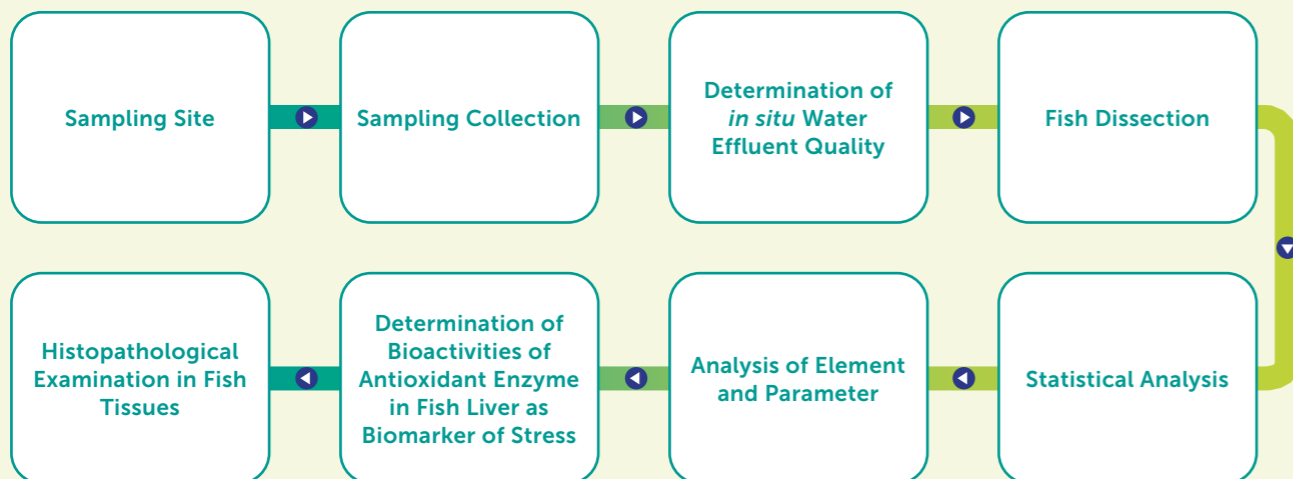 Sampling Site
Sampling Collection
Determination of
in situ Water
Effluent Quality
Fish Dissection
Statistical Analysis
Analysis of Element
and Parameter
Determination of
Bioactivities of
Antioxidant Enzyme
in Fish Liver as
Biomarker of Stress
Histopathological
Examination in Fish
Tissues